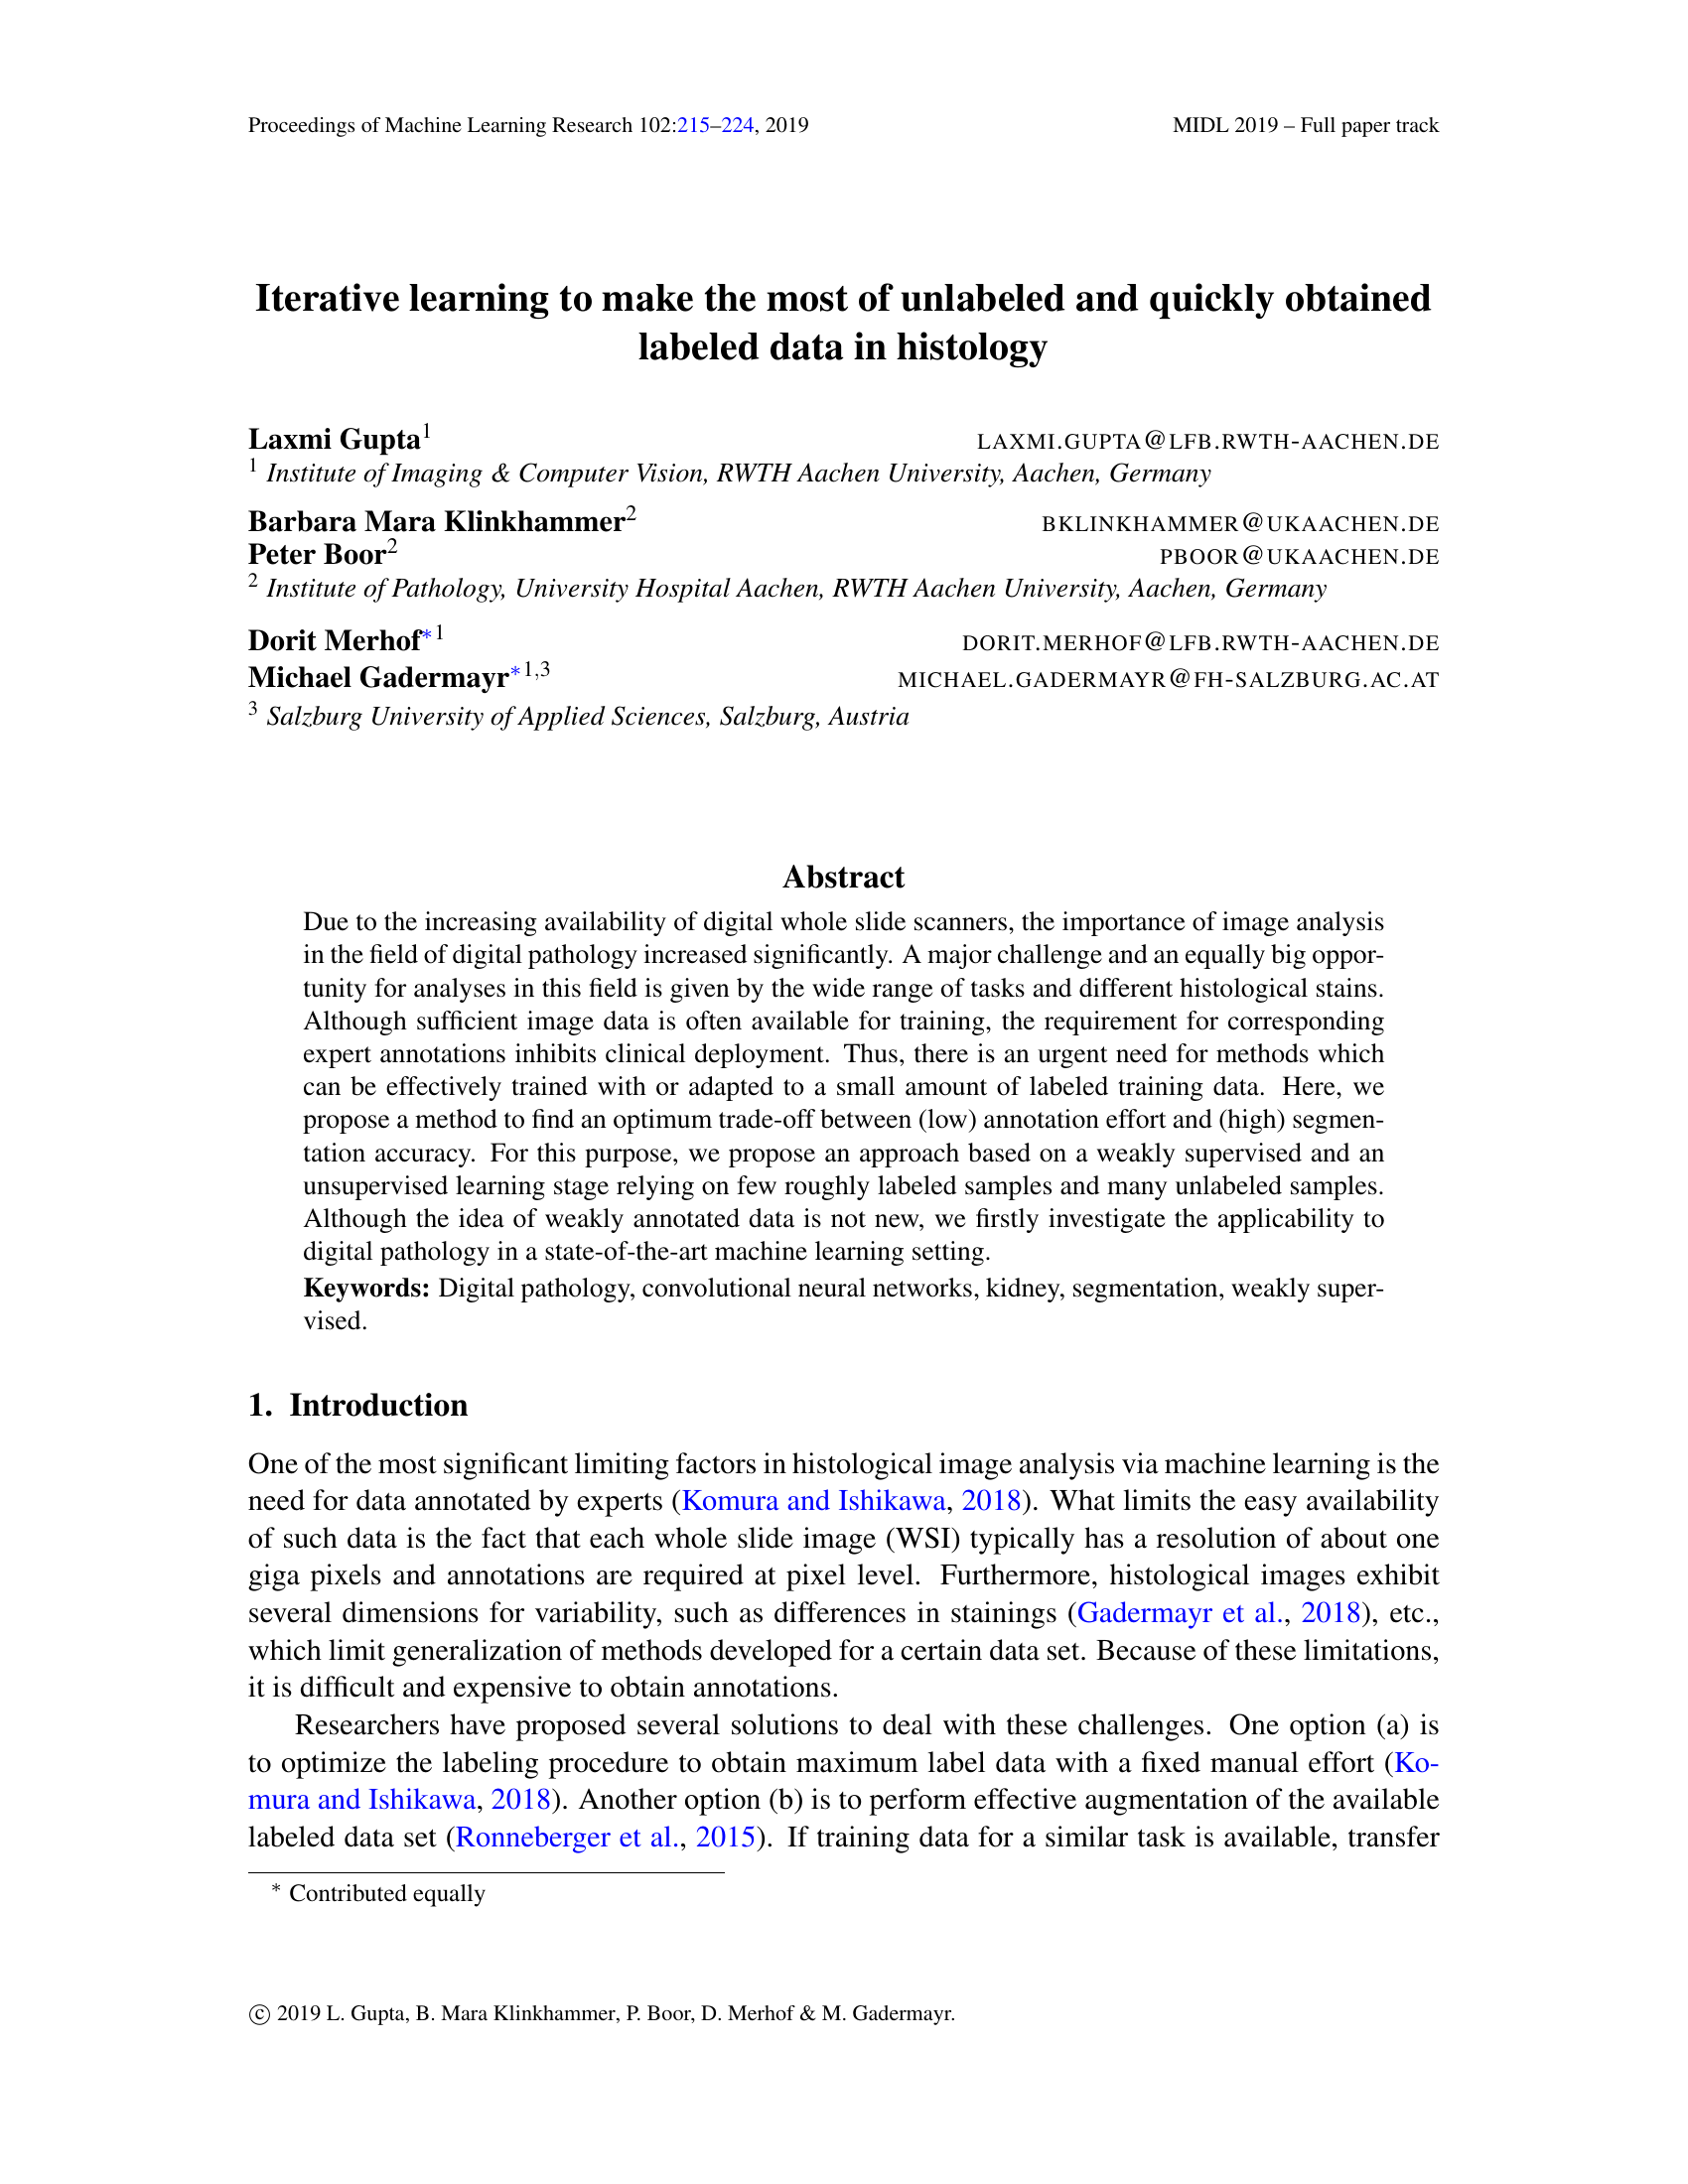 Proceedings of Machine Learning Research 102:215–224, 2019 MIDL 2019 – Full paper track
Iterative learning to make the most of unlabeled and quickly obtained
labeled data in histology
Laxmi Gupta1 LAXMI.GUPTA@LFB.RWTH-AACHEN.DE
1 Institute of Imaging & Computer Vision, RWTH Aachen University, Aachen, Germany
Barbara Mara Klinkhammer2 BKLINKHAMMER@UKAACHEN.DE
Peter Boor2 PBOOR@UKAACHEN.DE
2 Institute of Pathology, University Hospital Aachen, RWTH Aachen University, Aachen, Germany
Dorit Merhof*1 DORIT.MERHOF@LFB.RWTH-AACHEN.DE
Michael Gadermayr*1,3 MICHAEL.GADERMAYR@FH-SALZBURG.AC.AT
3 Salzburg University of Applied Sciences, Salzburg, Austria
Abstract
Due to the increasing availability of digital whole slide scanners, the importance of image analysis
in the field of digital pathology increased significantly. A major challenge and an equally big oppor-
tunity for analyses in this field is given by the wide range of tasks and different histological stains.
Although sufficient image data is often available for training, the requirement for corresponding
expert annotations inhibits clinical deployment. Thus, there is an urgent need for methods which
can be effectively trained with or adapted to a small amount of labeled training data. Here, we
propose a method to find an optimum trade-off between (low) annotation effort and (high) segmen-
tation accuracy. For this purpose, we propose an approach based on a weakly supervised and an
unsupervised learning stage relying on few roughly labeled samples and many unlabeled samples.
Although the idea of weakly annotated data is not new, we firstly investigate the applicability to
digital pathology in a state-of-the-art machine learning setting.
Keywords: Digital pathology, convolutional neural networks, kidney, segmentation, weakly super-
vised.
1. Introduction
One of the most significant limiting factors in histological image analysis via machine learning is the
need for data annotated by experts (Komura and Ishikawa, 2018). What limits the easy availability
of such data is the fact that each whole slide image (WSI) typically has a resolution of about one
giga pixels and annotations are required at pixel level. Furthermore, histological images exhibit
several dimensions for variability, such as differences in stainings (Gadermayr et al., 2018), etc.,
which limit generalization of methods developed for a certain data set. Because of these limitations,
it is difficult and expensive to obtain annotations.
Researchers have proposed several solutions to deal with these challenges. One option (a) is
to optimize the labeling procedure to obtain maximum label data with a fixed manual effort (Ko-
mura and Ishikawa, 2018). Another option (b) is to perform effective augmentation of the available
labeled data set (Ronneberger et al., 2015). If training data for a similar task is available, transfer
* Contributed equally
© 2019 L. Gupta, B. Mara Klinkhammer, P. Boor, D. Merhof & M. Gadermayr.